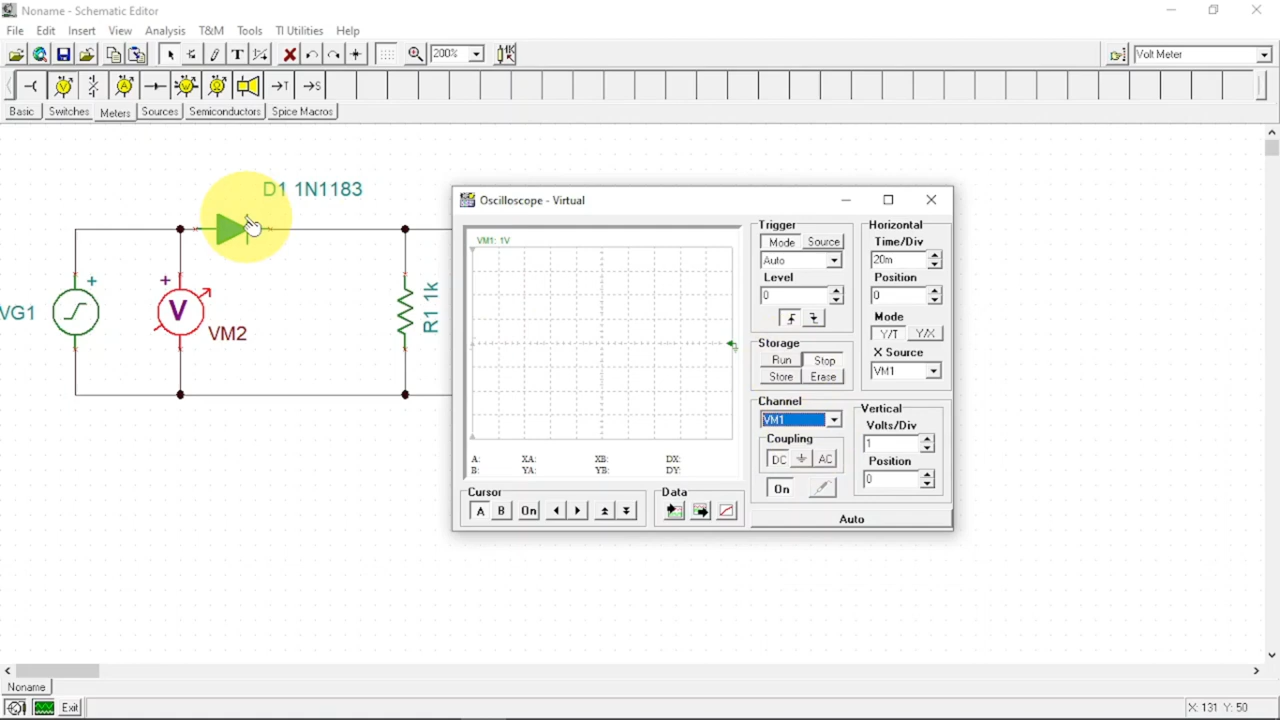 Noname - Schematic Editor
File Edit Insert View Analysis T&M Tools TI Utilities Help
200%
Volt Meter
Basic Switches Meters Sources Semiconductors Spice Macros
D1 1N1183
VG1
+
+
V
VM2
R1 1k
Oscilloscope - Virtual
VM1: 1V
A: XA: XB: DX:
B: YA: YB: DY:
Cursor
A B On
Data
Trigger
Mode Source
Auto
Level
0
Storage
Run Stop
Store Erase
Channel
VM1
Coupling
DC AC
On
Horizontal
Time/Div
20m
Position
0
Mode
Y/T Y/X
X Source
VM1
Vertical
Volts/Div
1
Position
0
Auto
Noname
Exit
X: 131 Y: 50